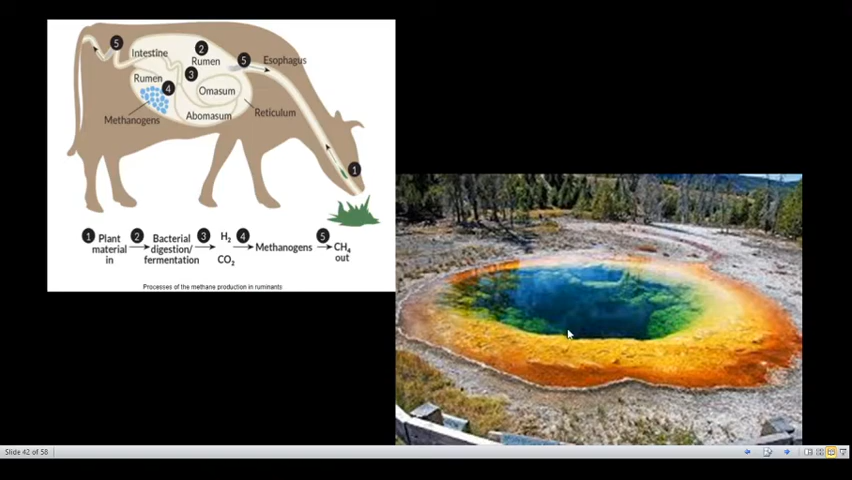 5
Intestine
2
Rumen
5
Esophagus
3
Rumen
4
Omasum
Methanogens
Abomasum
Reticulum
1
1 Plant material in
2 Bacterial digestion/ fermentation
3 H2
CO2
4 Methanogens
5 CH4 out
Processes of the methane production in ruminants
Slide 42 of 58